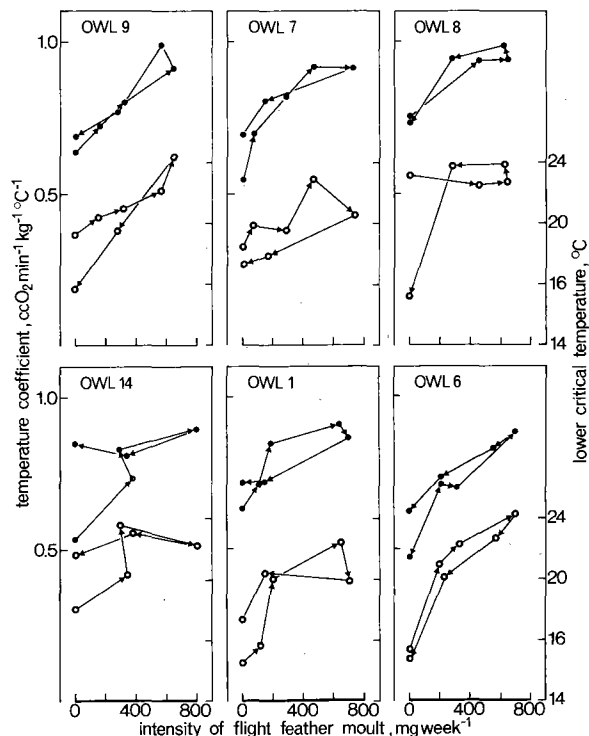 OWL 9
OWL 7
OWL 8
1.0
0.5
24
22
20
16
14
OWL 14
OWL 1
OWL 6
1.0
0.5
24
20
16
14
0 400 800
0 400 800
0 400 800
temperature coefficient, ccO2 min-1 kg-1 °C-1
lower critical temperature, °C
intensity of flight feather moult, mg week-1